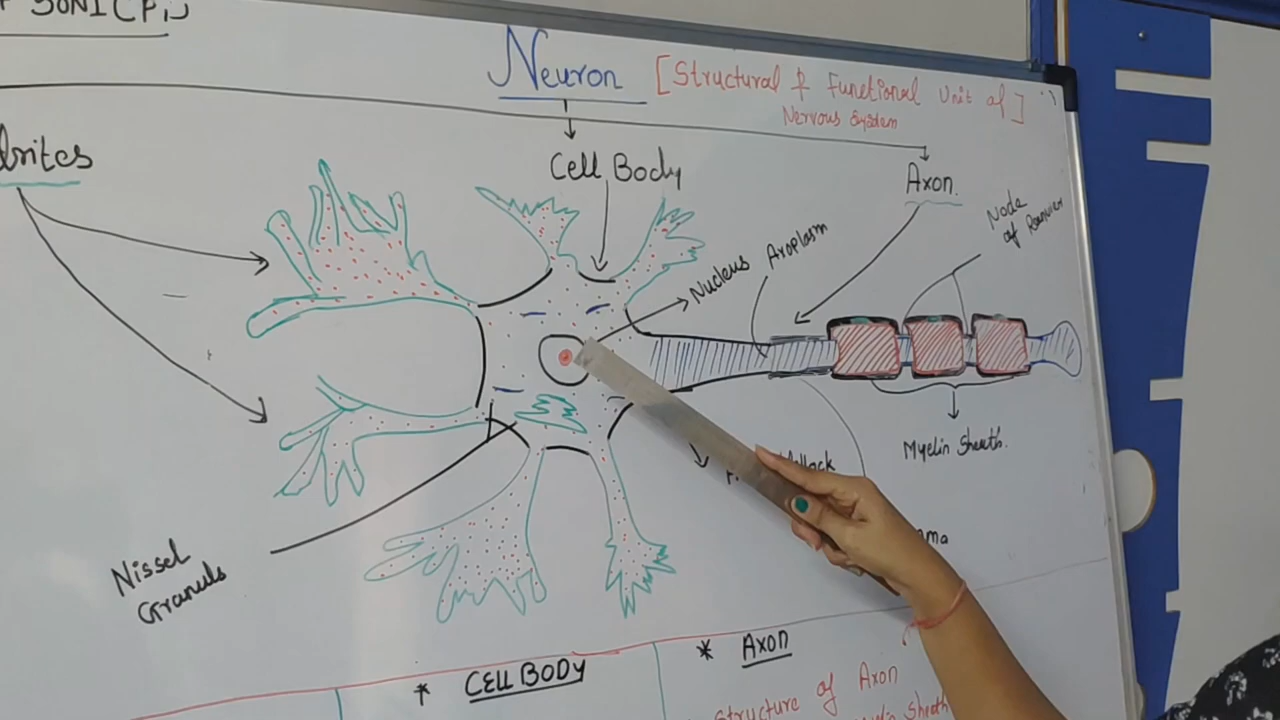 Neuron [Structural & Functional Unit of]
Nervous System
Cell Body
Axon.
Node
of Ranvier
Axoplasm
Nucleus
Myelin Sheath.
Nissel
Granuls
* CELL BODY
* Axon
Structure of Axon